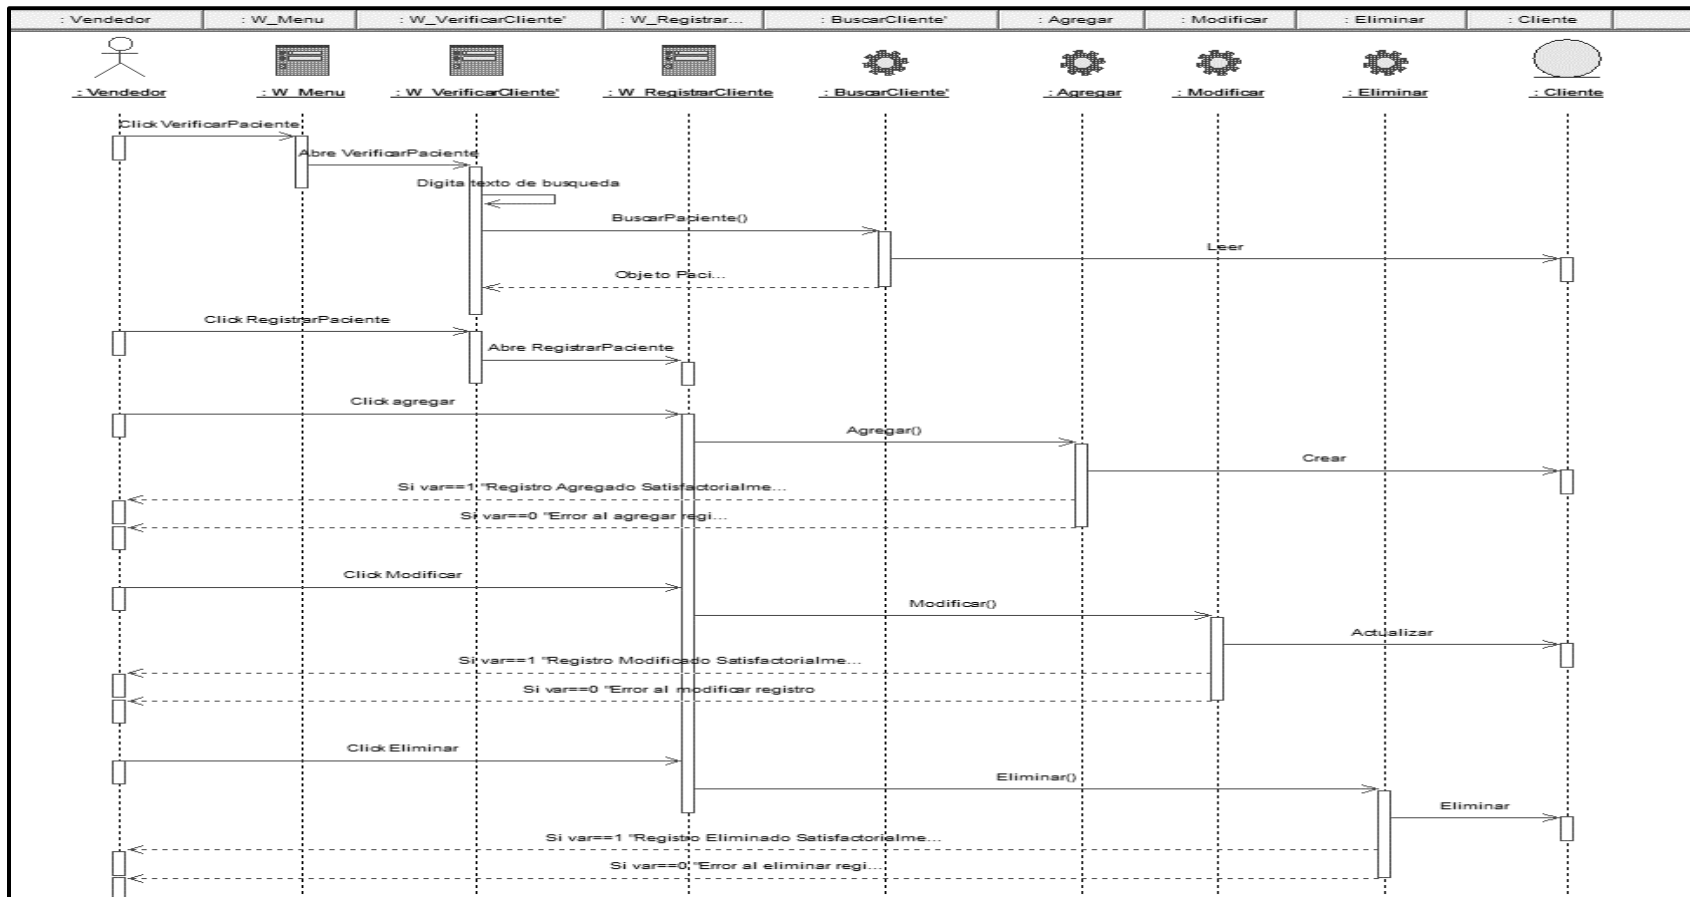 : Vendedor
: W_Menu
: W_VerificarCliente'
: W_Registrar...
: BuscarCliente'
: Agregar
: Modificar
: Eliminar
: Cliente
: Vendedor
: W_Menu
: W_VerificarCliente'
: W_RegistrarCliente
: BuscarCliente'
: Agregar
: Modificar
: Eliminar
: Cliente
Click VerificarPaciente
Abre VerificarPaciente
Digita texto de busqueda
BuscarPaciente()
Leer
Objeto Paci...
Click RegistrarPaciente
Abre RegistrarPaciente
Click agregar
Agregar()
Crear
Si var==1 "Registro Agregado Satisfactorialme...
Si var==0 "Error al agregar regi...
Click Modificar
Modificar()
Actualizar
Si var==1 "Registro Modificado Satisfactorialme...
Si var==0 "Error al modificar registro
Click Eliminar
Eliminar()
Eliminar
Si var==1 "Registro Eliminado Satisfactorialme...
Si var==0 "Error al eliminar regi...